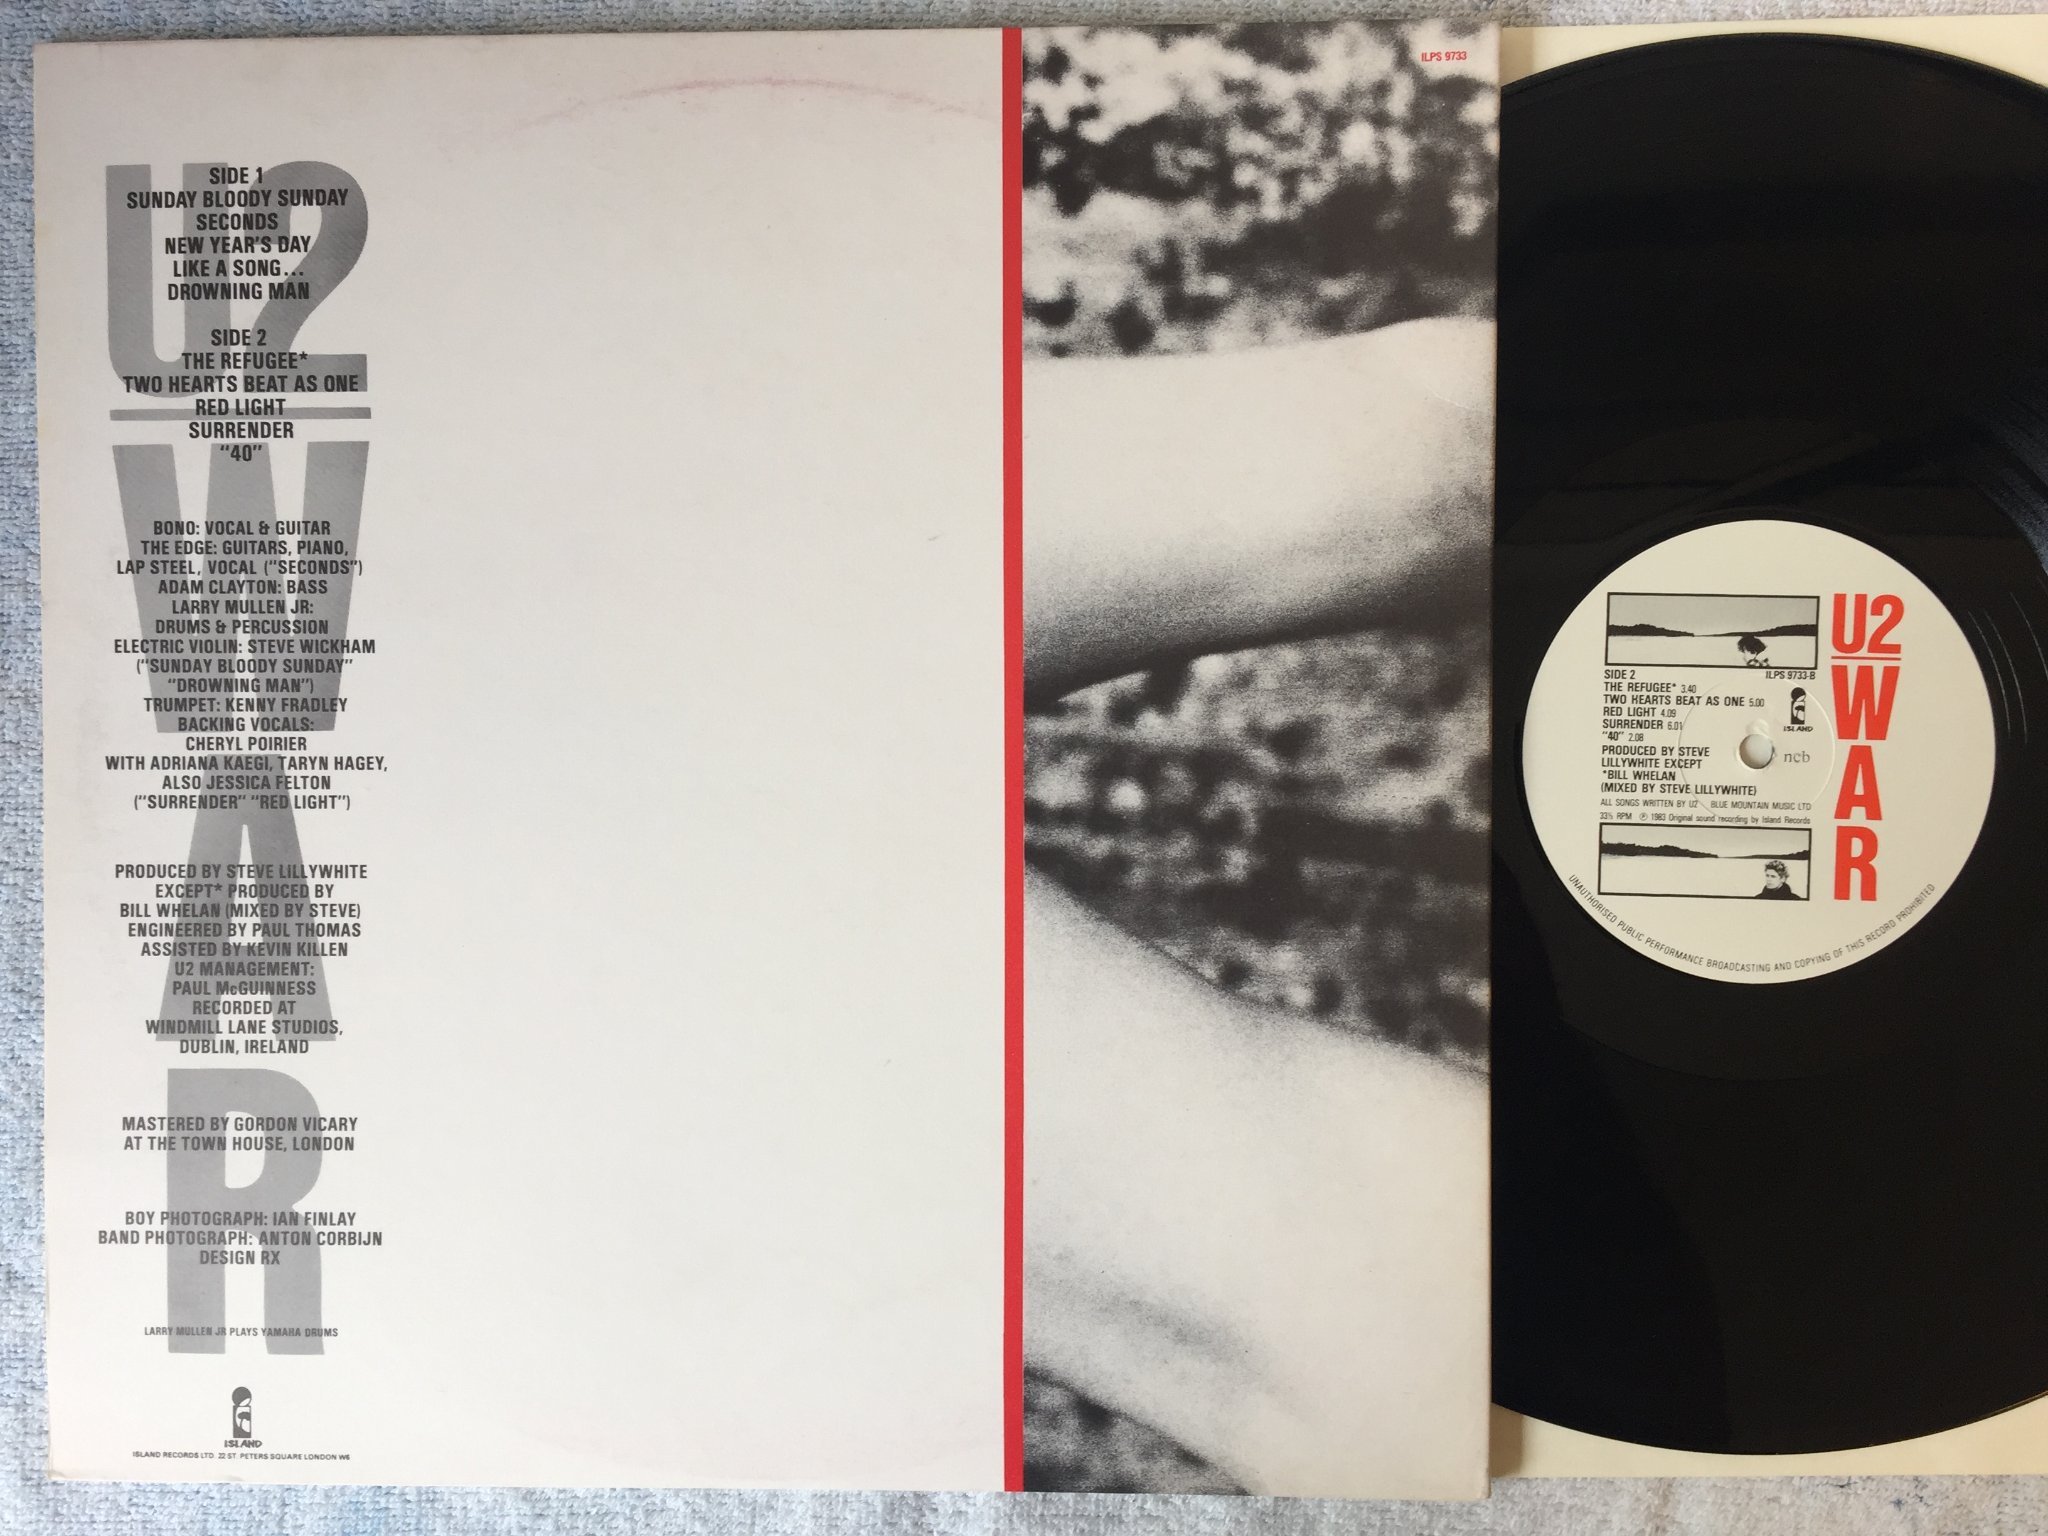 ILPS 9733
U2
WAR
SIDE 1
SUNDAY BLOODY SUNDAY
SECONDS
NEW YEAR'S DAY
LIKE A SONG...
DROWNING MAN
SIDE 2
THE REFUGEE*
TWO HEARTS BEAT AS ONE
RED LIGHT
SURRENDER
"40"
BONO: VOCAL & GUITAR
THE EDGE: GUITARS, PIANO,
LAP STEEL, VOCAL ("SECONDS")
ADAM CLAYTON: BASS
LARRY MULLEN JR:
DRUMS & PERCUSSION
ELECTRIC VIOLIN: STEVE WICKHAM
("SUNDAY BLOODY SUNDAY"
"DROWNING MAN")
TRUMPET: KENNY FRADLEY
BACKING VOCALS:
CHERYL POIRIER
WITH ADRIANA KAEGI, TARYN HAGEY,
ALSO JESSICA FELTON
("SURRENDER" "RED LIGHT")
PRODUCED BY STEVE LILLYWHITE
EXCEPT* PRODUCED BY
BILL WHELAN (MIXED BY STEVE)
ENGINEERED BY PAUL THOMAS
ASSISTED BY KEVIN KILLEN
U2 MANAGEMENT:
PAUL McGUINNESS
RECORDED AT
WINDMILL LANE STUDIOS,
DUBLIN, IRELAND
MASTERED BY GORDON VICARY
AT THE TOWN HOUSE, LONDON
BOY PHOTOGRAPH: IAN FINLAY
BAND PHOTOGRAPH: ANTON CORBIJN
DESIGN RX
LARRY MULLEN JR PLAYS YAMAHA DRUMS
ISLAND
ISLAND RECORDS LTD. 22 ST. PETERS SQUARE LONDON W6
U2
WAR
SIDE 2 ILPS 9733-B
THE REFUGEE* 3.40
TWO HEARTS BEAT AS ONE 5.00
RED LIGHT 4.09
SURRENDER 6.01
"40" 2.08
ISLAND
PRODUCED BY STEVE
LILLYWHITE EXCEPT
*BILL WHELAN
(MIXED BY STEVE LILLYWHITE)
ncb
ALL SONGS WRITTEN BY U2 BLUE MOUNTAIN MUSIC LTD
33⅓ RPM ℗ 1983 Original sound recording by Island Records
UNAUTHORISED PUBLIC PERFORMANCE BROADCASTING AND COPYING OF THIS RECORD PROHIBITED